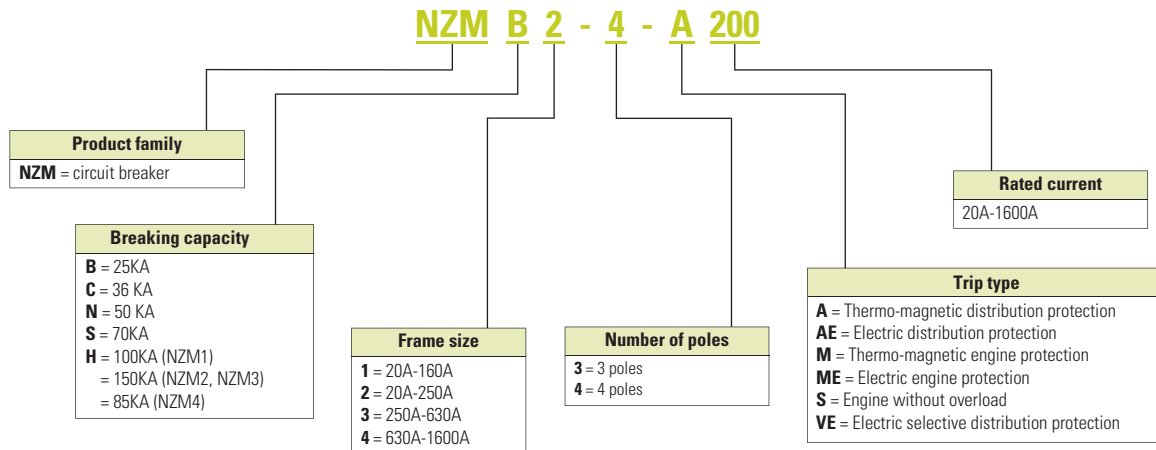 NZM B 2 - 4 - A 200
Product family
NZM = circuit breaker
Breaking capacity
B = 25KA
C = 36 KA
N = 50 KA
S = 70KA
H = 100KA (NZM1)
= 150KA (NZM2, NZM3)
= 85KA (NZM4)
Frame size
1 = 20A-160A
2 = 20A-250A
3 = 250A-630A
4 = 630A-1600A
Number of poles
3 = 3 poles
4 = 4 poles
Rated current
20A-1600A
Trip type
A = Thermo-magnetic distribution protection
AE = Electric distribution protection
M = Thermo-magnetic engine protection
ME = Electric engine protection
S = Engine without overload
VE = Electric selective distribution protection